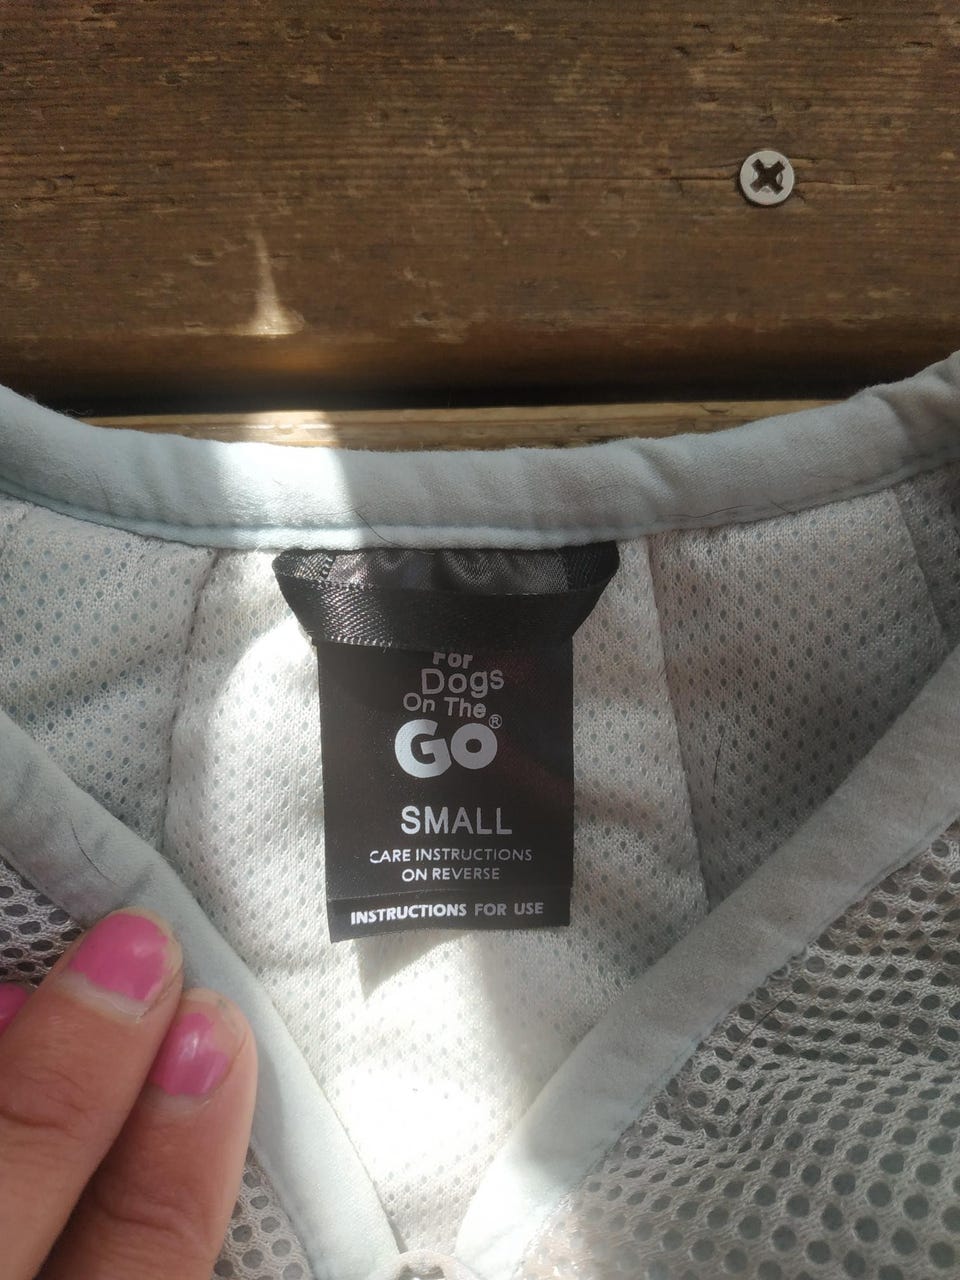 For
Dogs
On The
GO®
SMALL
CARE INSTRUCTIONS
ON REVERSE
INSTRUCTIONS FOR USE